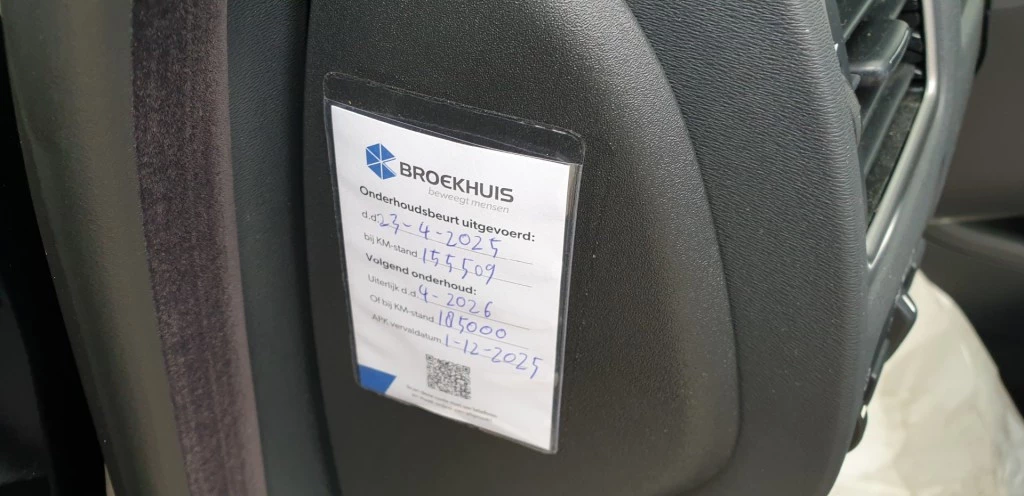 BROEKHUIS
beweegt mensen
Onderhoudsbeurt uitgevoerd:
d.d. 23-4-2025
bij KM-stand 155509
Volgend onderhoud:
Uiterlijk d.d. 4-2026
Of bij KM-stand 185000
APK-vervaldatum 1-12-2025